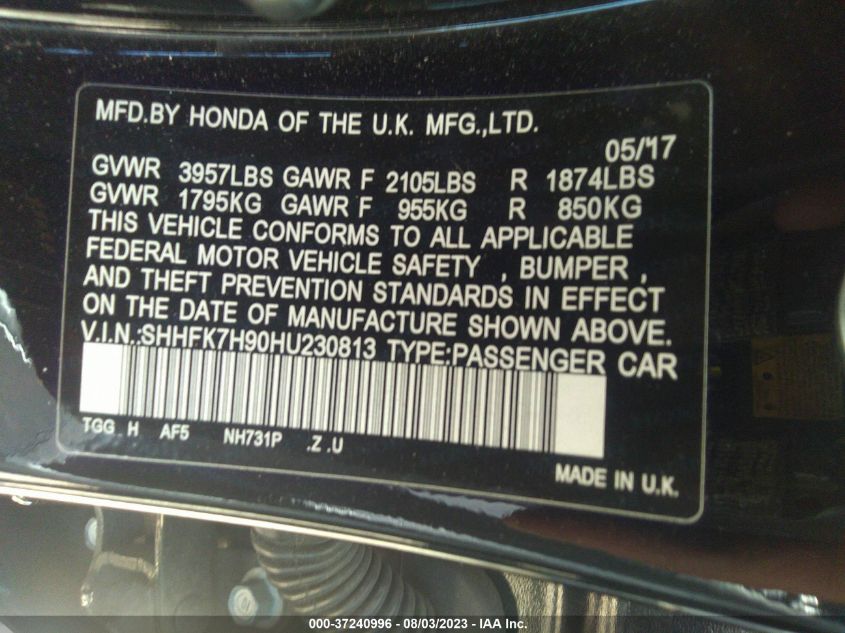 MFD.BY HONDA OF THE U.K. MFG.,LTD.
05/17
GVWR 3957LBS GAWR F 2105LBS R 1874LBS
GVWR 1795KG GAWR F 955KG R 850KG
THIS VEHICLE CONFORMS TO ALL APPLICABLE
FEDERAL MOTOR VEHICLE SAFETY , BUMPER ,
AND THEFT PREVENTION STANDARDS IN EFFECT
ON THE DATE OF MANUFACTURE SHOWN ABOVE.
V.I.N.:SHHFK7H90HU230813 TYPE:PASSENGER CAR
TGG H AF5 NH731P .Z .U
MADE IN U.K.
000-37240996 - 08/03/2023 - IAA Inc.